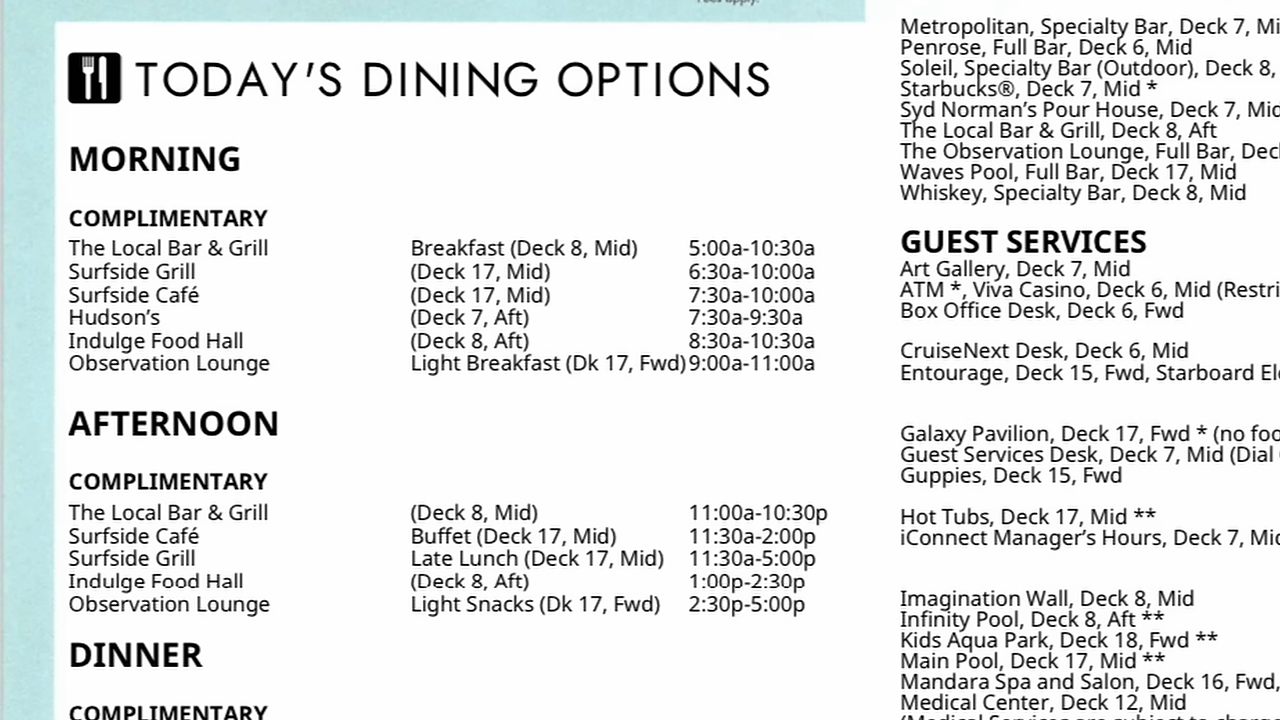 TODAY'S DINING OPTIONS
MORNING
COMPLIMENTARY
The Local Bar & Grill Breakfast (Deck 8, Mid) 5:00a-10:30a
Surfside Grill (Deck 17, Mid) 6:30a-10:00a
Surfside Café (Deck 17, Mid) 7:30a-10:00a
Hudson's (Deck 7, Aft) 7:30a-9:30a
Indulge Food Hall (Deck 8, Aft) 8:30a-10:30a
Observation Lounge Light Breakfast (Dk 17, Fwd) 9:00a-11:00a
AFTERNOON
COMPLIMENTARY
The Local Bar & Grill (Deck 8, Mid) 11:00a-10:30p
Surfside Café Buffet (Deck 17, Mid) 11:30a-2:00p
Surfside Grill Late Lunch (Deck 17, Mid) 11:30a-5:00p
Indulge Food Hall (Deck 8, Aft) 1:00p-2:30p
Observation Lounge Light Snacks (Dk 17, Fwd) 2:30p-5:00p
DINNER
COMPLIMENTARY
Metropolitan, Specialty Bar, Deck 7,
Penrose, Full Bar, Deck 6, Mid
Soleil, Specialty Bar (Outdoor), Deck 8,
Starbucks®, Deck 7, Mid *
Syd Norman's Pour House, Deck 7,
The Local Bar & Grill, Deck 8, Aft
The Observation Lounge, Full Bar,
Waves Pool, Full Bar, Deck 17, Mid
Whiskey, Specialty Bar, Deck 8, Mid
GUEST SERVICES
Art Gallery, Deck 7, Mid
ATM *, Viva Casino, Deck 6, Mid
Box Office Desk, Deck 6, Fwd
CruiseNext Desk, Deck 6, Mid
Entourage, Deck 15, Fwd, Starboard
Galaxy Pavilion, Deck 17, Fwd * (no
Guest Services Desk, Deck 7, Mid (Dial
Guppies, Deck 15, Fwd
Hot Tubs, Deck 17, Mid **
iConnect Manager's Hours, Deck 7,
Imagination Wall, Deck 8, Mid
Infinity Pool, Deck 8, Aft **
Kids Aqua Park, Deck 18, Fwd **
Main Pool, Deck 17, Mid **
Mandara Spa and Salon, Deck 16, Fwd,
Medical Center, Deck 12, Mid